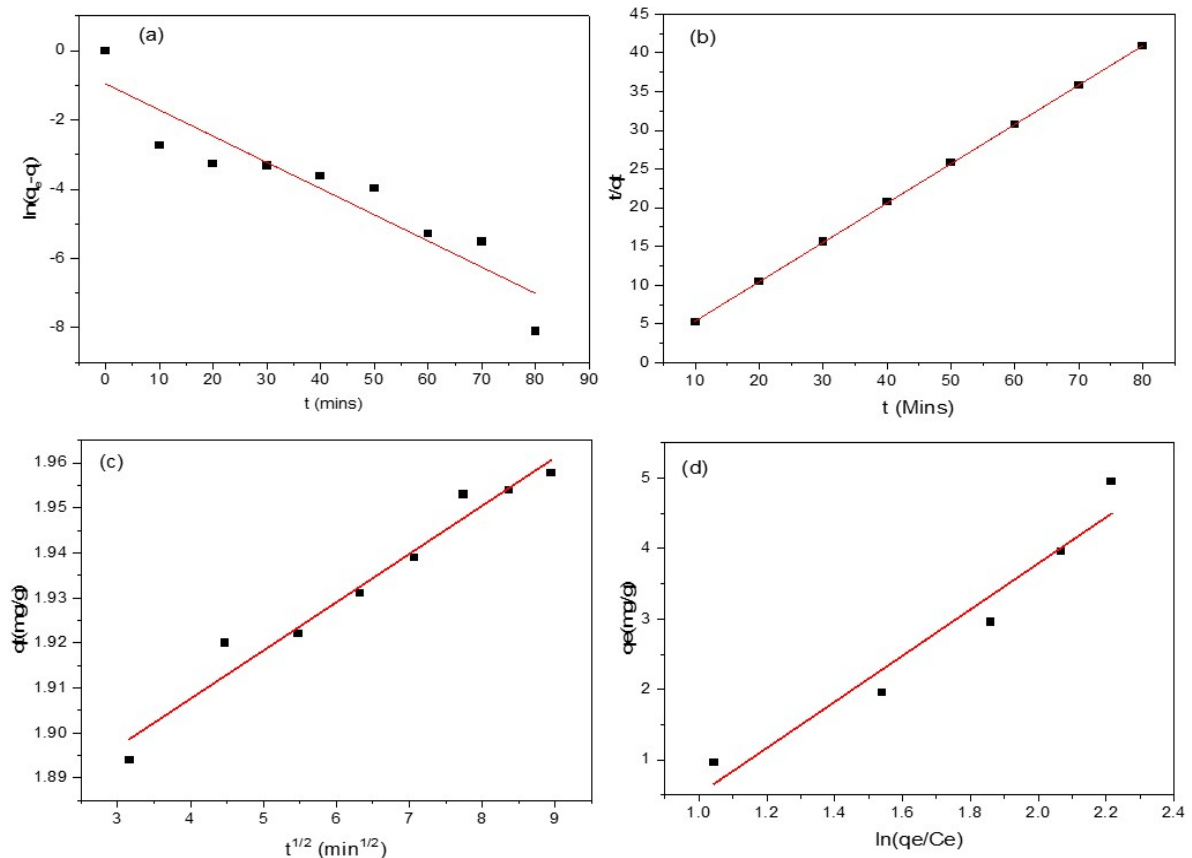 (a)
0
-2
-4
-6
-8
ln(qe-q)
0 10 20 30 40 50 60 70 80 90
t (mins)
(b)
45
40
35
30
25
20
15
10
5
0
t/qt
10 20 30 40 50 60 70 80
t (Mins)
(c)
1.96
1.95
1.94
1.93
1.92
1.91
1.90
1.89
qt(mg/g)
3 4 5 6 7 8 9
t^1/2 (min^1/2)
(d)
5
4
3
2
1
qe(mg/g)
1.0 1.2 1.4 1.6 1.8 2.0 2.2 2.4
ln(qe/Ce)